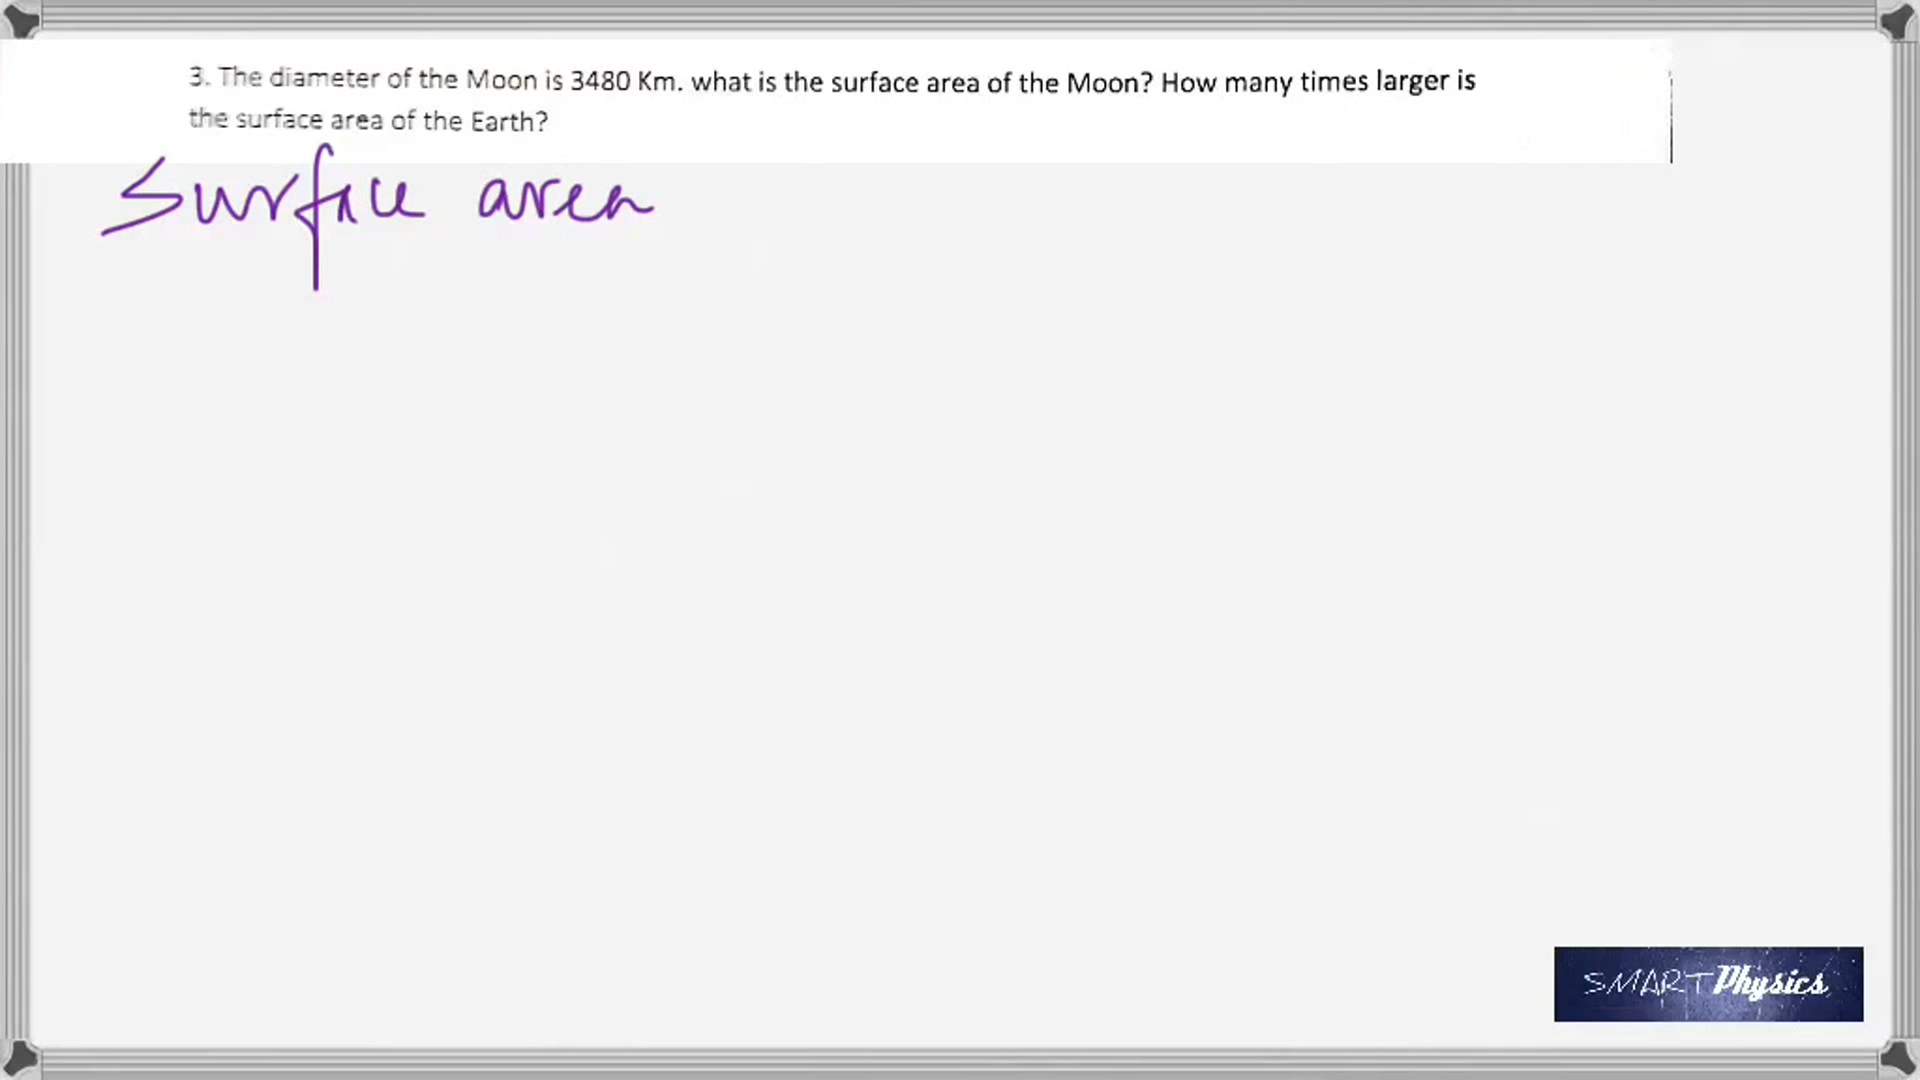 3. The diameter of the Moon is 3480 Km. what is the surface area of the Moon? How many times larger is
the surface area of the Earth?
Surface area
SMART Physics